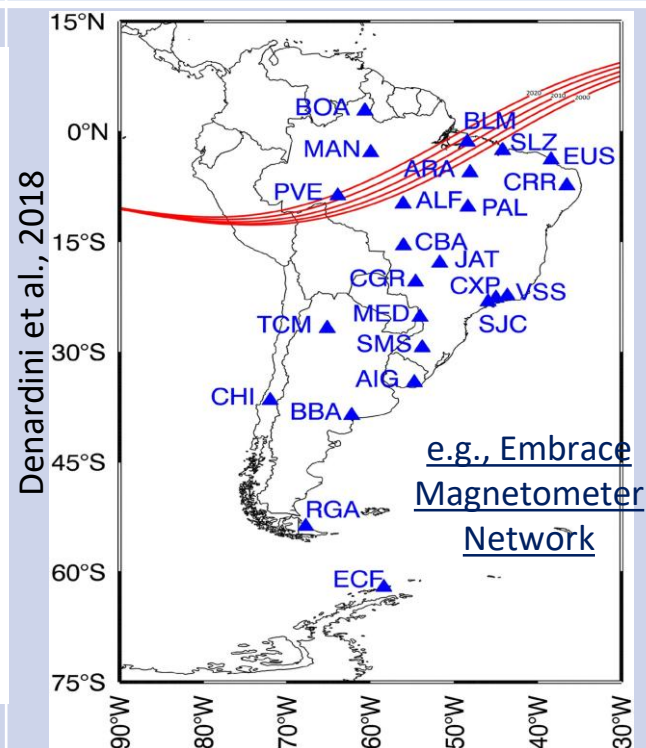 Denardini et al., 2018
15°N
0°N
15°S
30°S
45°S
60°S
75°S
2020 2010 2000
BOA
BLM
MAN
SLZ
EUS
ARA
CRR
PVE
ALF
PAL
CBA
JAT
CGR
CXP
VSS
MED
SJC
TCM
SMS
AIG
CHI
BBA
e.g., Embrace
Magnetometer
Network
RGA
ECF
90°W
80°W
70°W
60°W
50°W
40°W
30°W